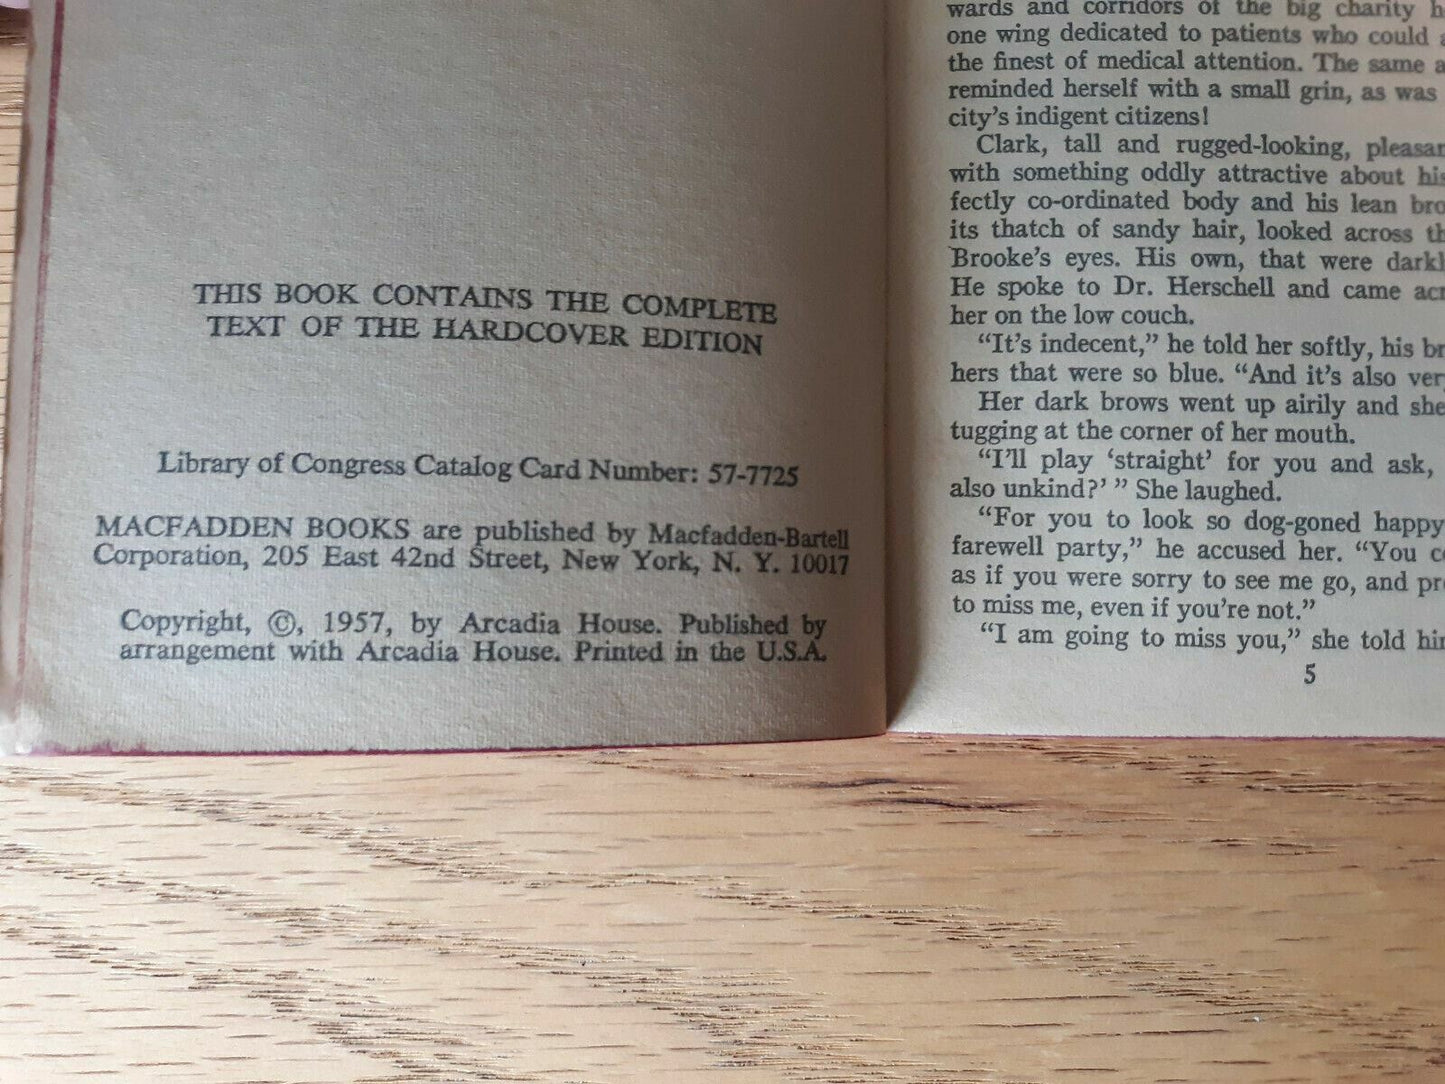 THIS BOOK CONTAINS THE COMPLETE
TEXT OF THE HARDCOVER EDITION
Library of Congress Catalog Card Number: 57-7725
MACFADDEN BOOKS are published by Macfadden-Bartell
Corporation, 205 East 42nd Street, New York, N. Y. 10017
Copyright, ©, 1957, by Arcadia House. Published by
arrangement with Arcadia House. Printed in the U.S.A.
wards and corridors of the big charity
one wing dedicated to patients who could
the finest of medical attention. The same
reminded herself with a small grin, as was
city's indigent citizens!
Clark, tall and rugged-looking,
with something oddly attractive about his
fectly co-ordinated body and his lean
its thatch of sandy hair, looked across
Brooke's eyes. His own, that were
He spoke to Dr. Herschell and came
her on the low couch.
“It's indecent,” he told her softly, his
hers that were so blue. “And it's also
Her dark brows went up airily and she
tugging at the corner of her mouth.
“I'll play ‘straight’ for you and ask,
also unkind?’ ” She laughed.
“For you to look so dog-goned happy
farewell party,” he accused her. “You
as if you were sorry to see me go, and
to miss me, even if you're not.”
“I am going to miss you,” she told
5